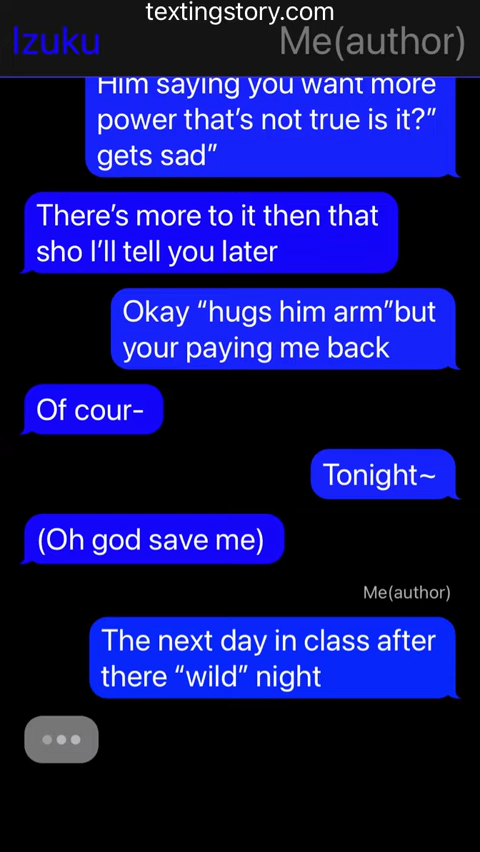 textingstory.com
Izuku
Me(author)
Him saying you want more
power that’s not true is it?”
gets sad”
There’s more to it then that
sho I’ll tell you later
Okay “hugs him arm”but
your paying me back
Of cour-
Tonight~
(Oh god save me)
Me(author)
The next day in class after
there “wild” night